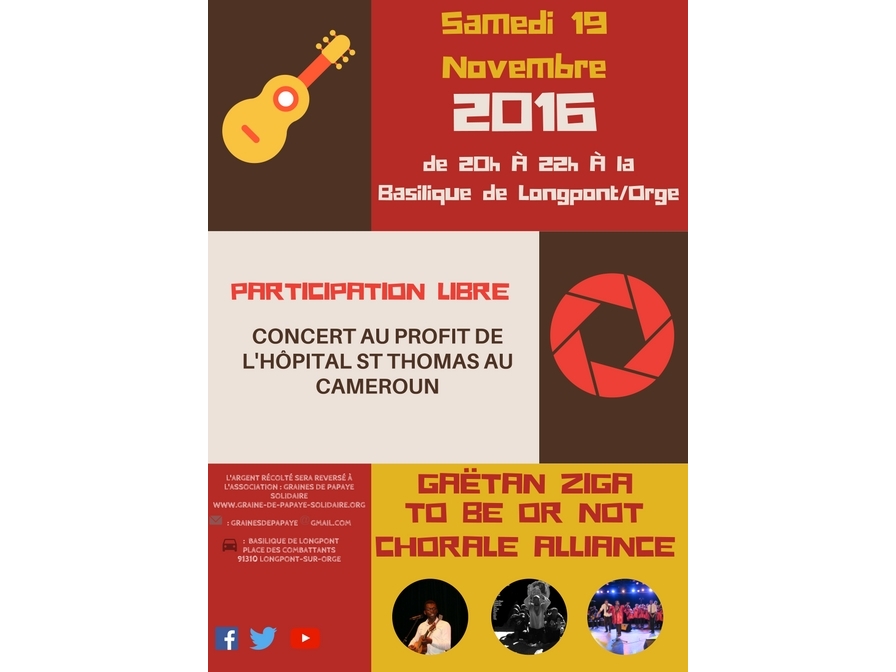 Samedi 19
Novembre
2016
de 20h À 22h À la
Basilique de Longpont/Orge
PARTICIPATION LIBRE
CONCERT AU PROFIT DE
L'HÔPITAL ST THOMAS AU
CAMEROUN
L'ARGENT RÉCOLTÉ SERA REVERSÉ À
L'ASSOCIATION : GRAINES DE PAPAYE
SOLIDAIRE
WWW.GRAINE-DE-PAPAYE-SOLIDAIRE.ORG
: GRAINESDEPAPAYE GMAIL.COM
: BASILIQUE DE LONGPONT
PLACE DES COMBATTANTS
91310 LONGPONT-SUR-ORGE
GAËTAN ZIGA
TO BE OR NOT
CHORALE ALLIANCE